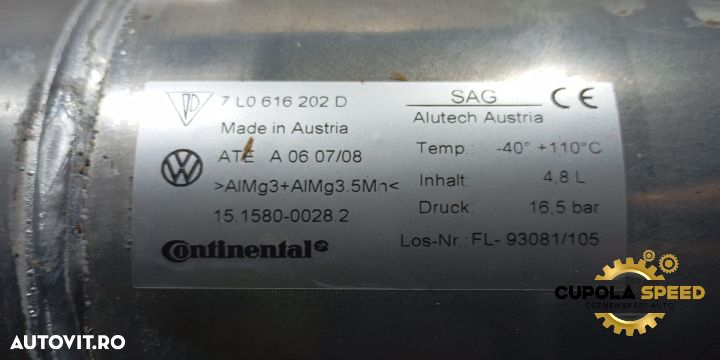 7 L0 616 202 D
Made in Austria
ATE A 06 07/08
>AlMg3+AlMg3.5Mn<
15.1580-0028.2
Continental
SAG CE
Alutech Austria
Temp.: -40° +110°C
Inhalt: 4,8 L
Druck: 16,5 bar
Los-Nr.: FL- 93081/105
CUPOLA SPEED
DEZMEMBRARI AUTO
AUTOVIT.RO